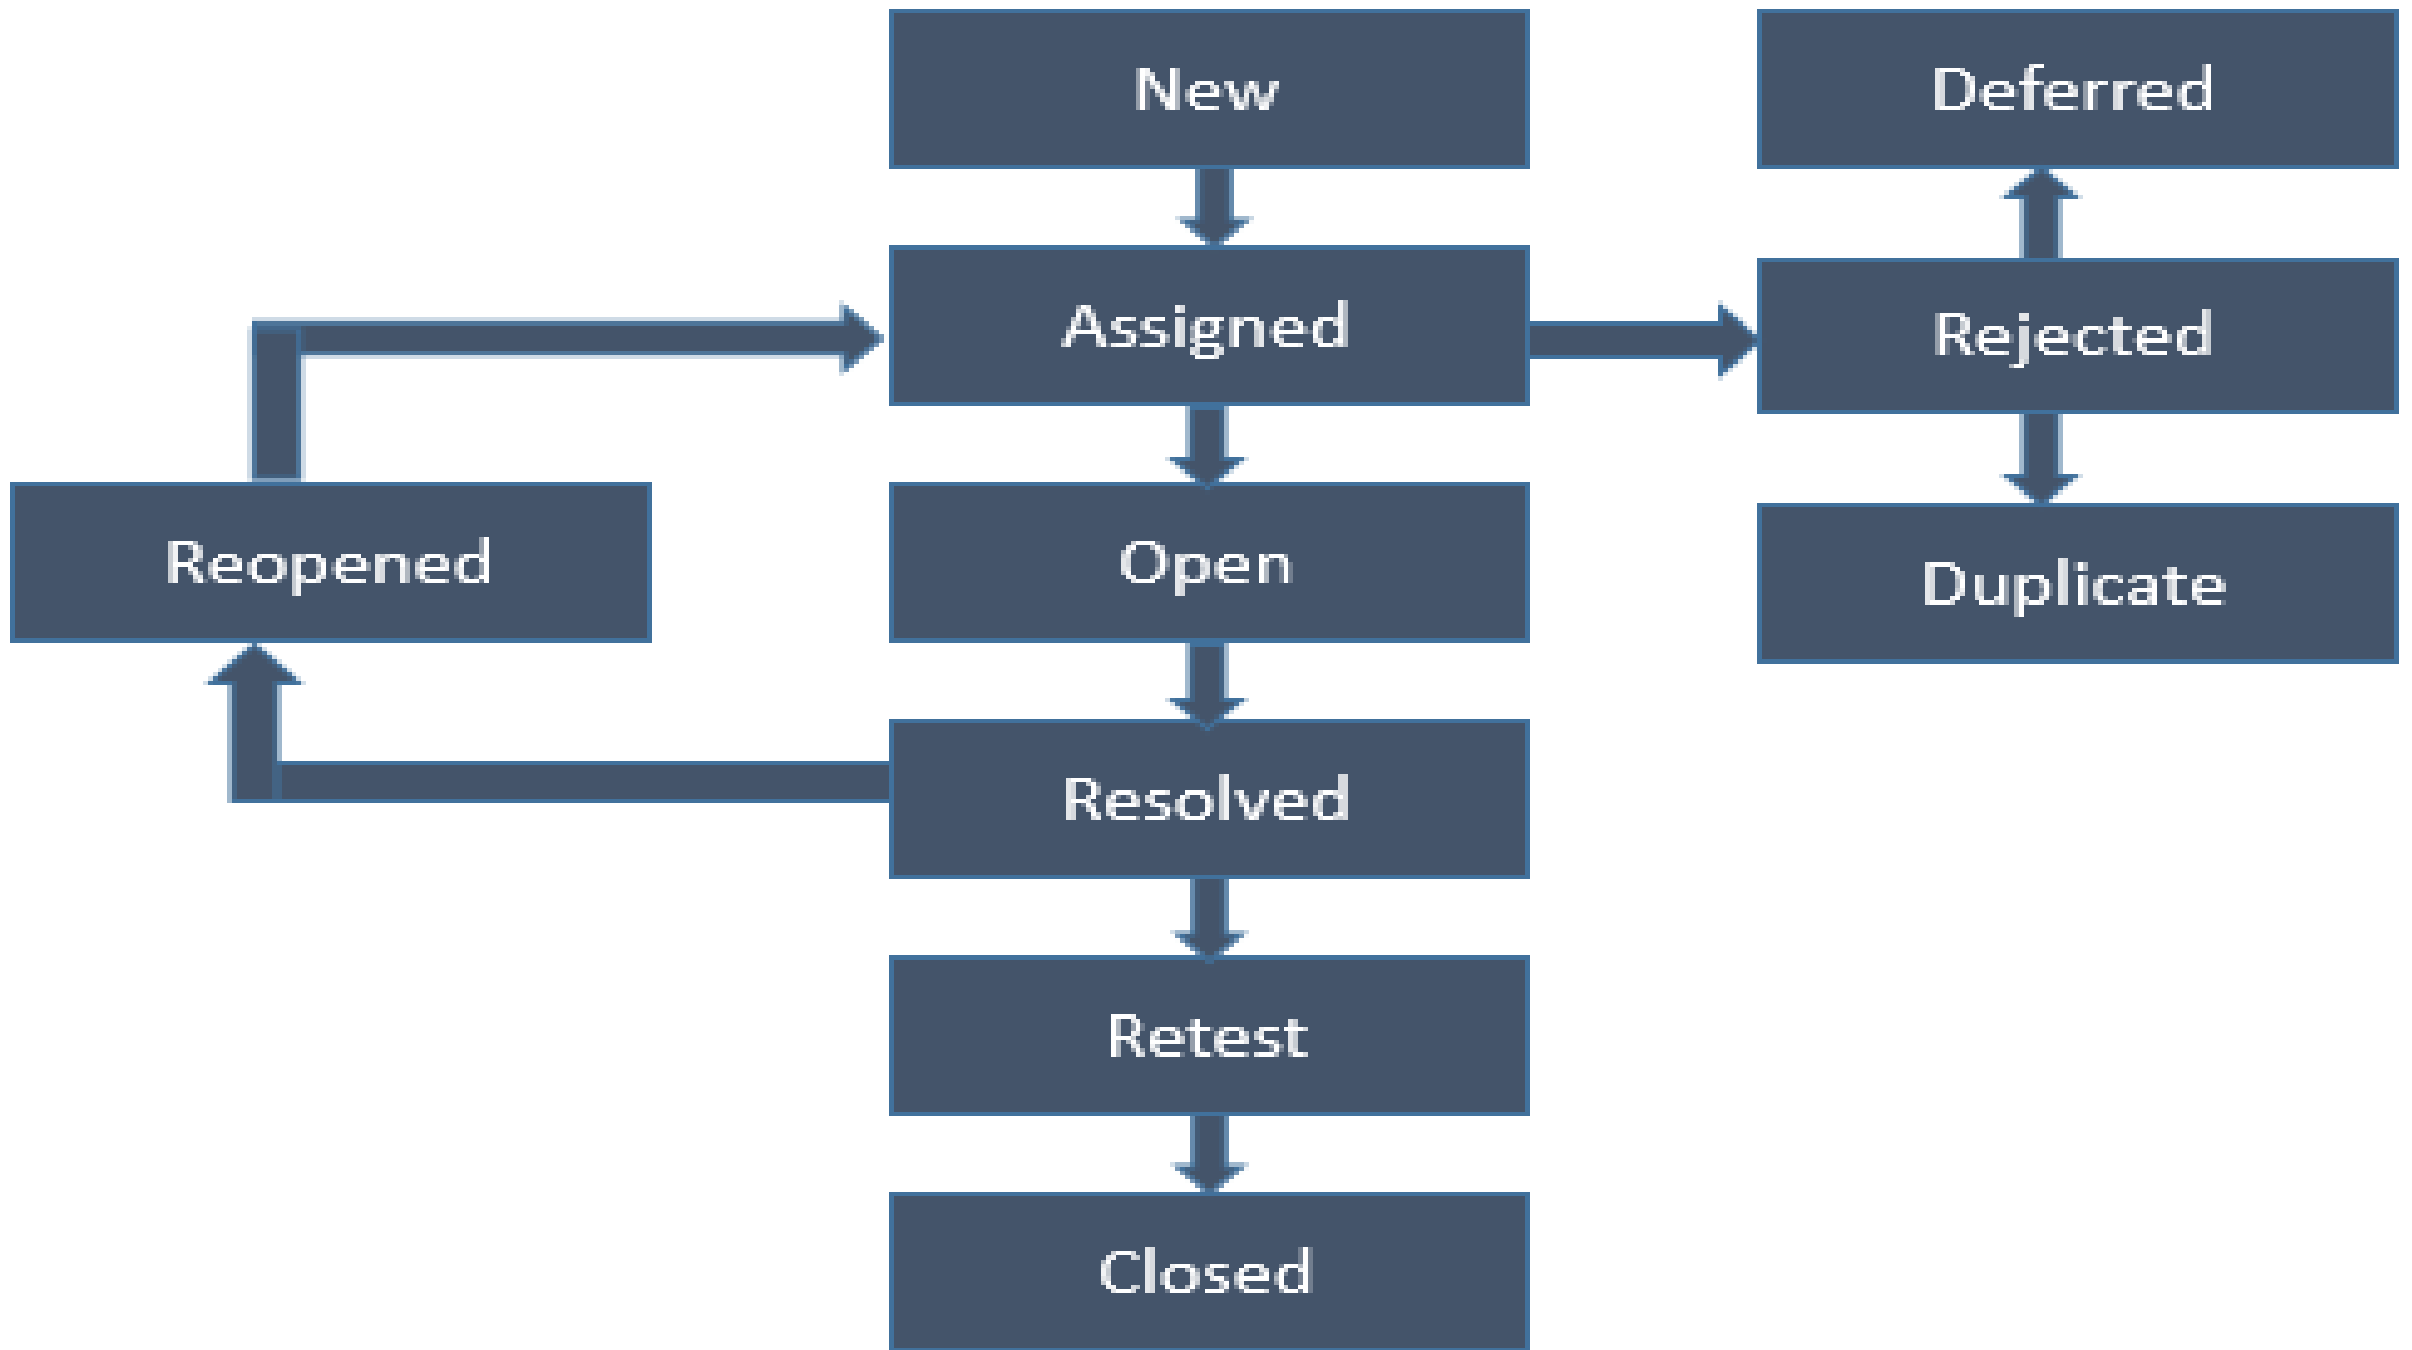 New
Deferred
Assigned
Rejected
Reopened
Open
Duplicate
Resolved
Retest
Closed